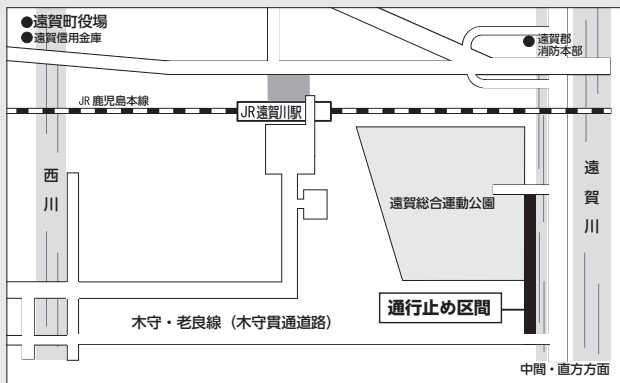 ●遠賀町役場
●遠賀信用金庫
遠賀郡
消防本部
JR鹿児島本線
JR遠賀川駅
西川
遠賀川
遠賀総合運動公園
通行止め区間
木守・老良線（木守貫通道路）
中間・直方方面